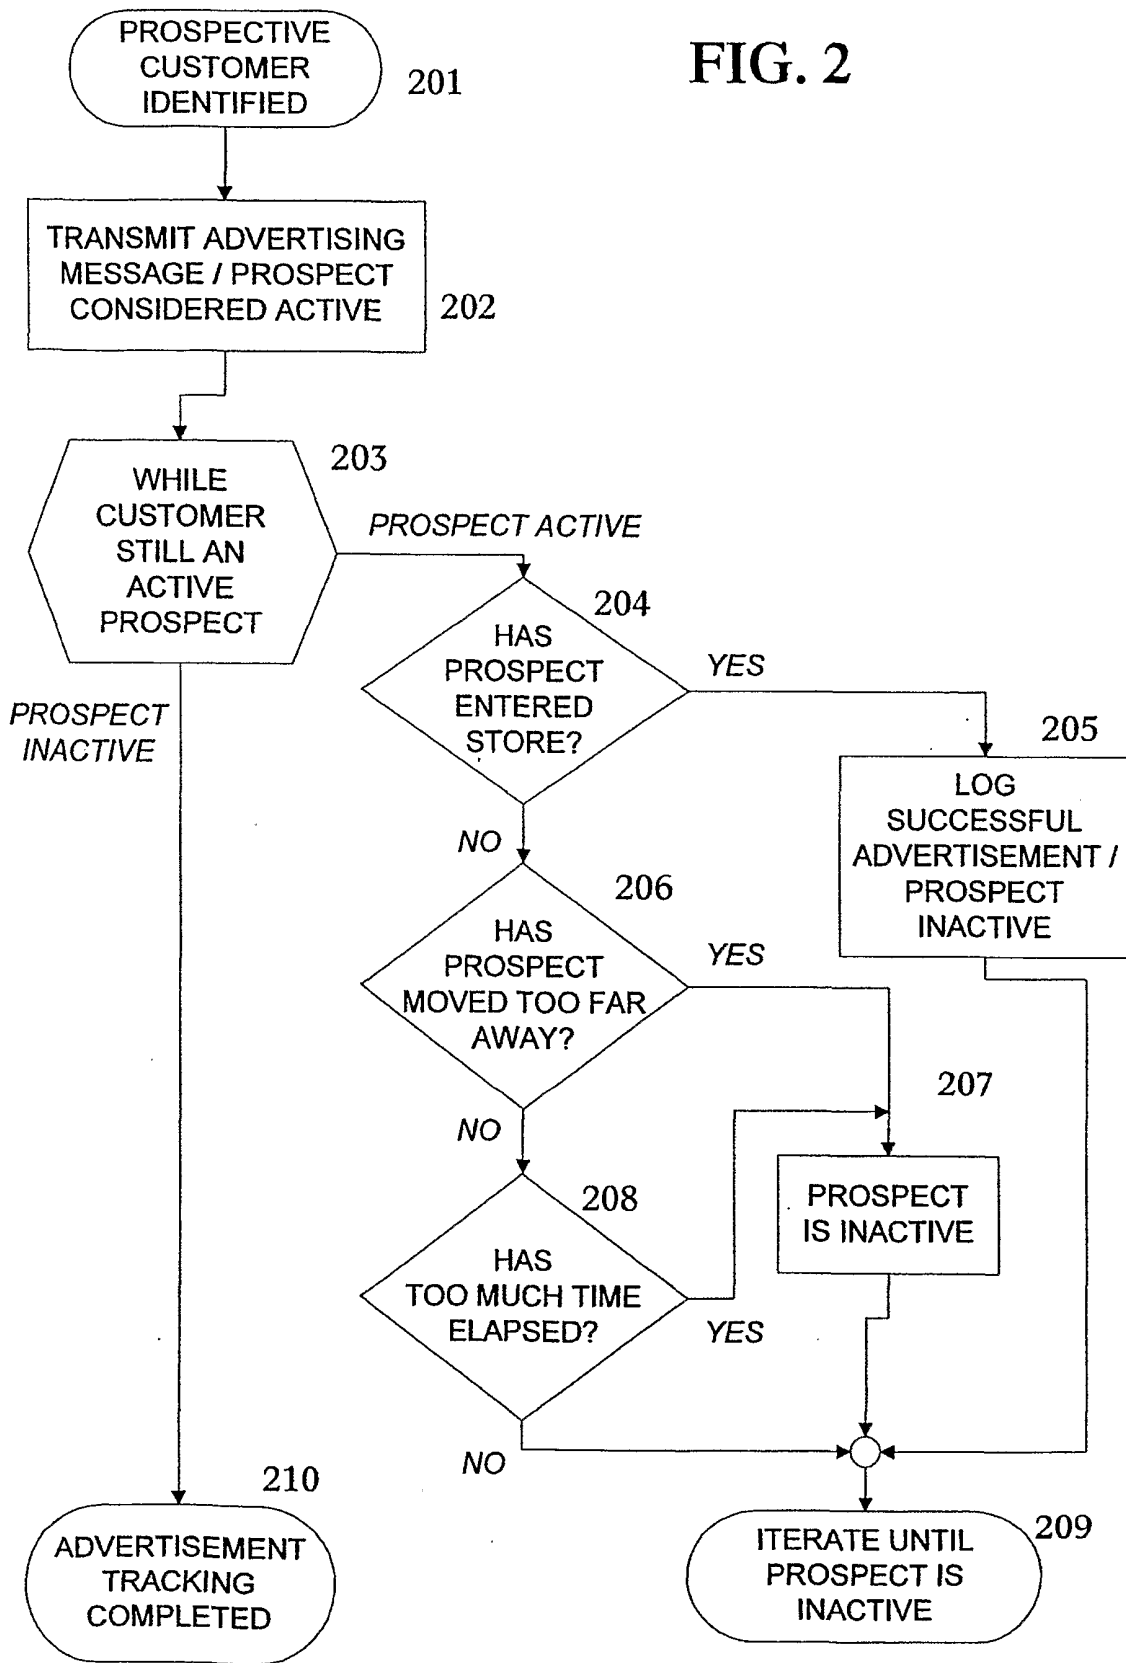 PROSPECTIVE
CUSTOMER
IDENTIFIED
201
FIG. 2
TRANSMIT ADVERTISING
MESSAGE / PROSPECT
CONSIDERED ACTIVE
202
203
WHILE
CUSTOMER
STILL AN
ACTIVE
PROSPECT
PROSPECT ACTIVE
204
HAS
PROSPECT
ENTERED
STORE?
YES
PROSPECT
INACTIVE
205
LOG
SUCCESSFUL
ADVERTISEMENT /
PROSPECT
INACTIVE
NO
206
HAS
PROSPECT
MOVED TOO FAR
AWAY?
YES
207
PROSPECT
IS INACTIVE
NO
208
HAS
TOO MUCH TIME
ELAPSED?
YES
NO
210
ADVERTISEMENT
TRACKING
COMPLETED
209
ITERATE UNTIL
PROSPECT IS
INACTIVE